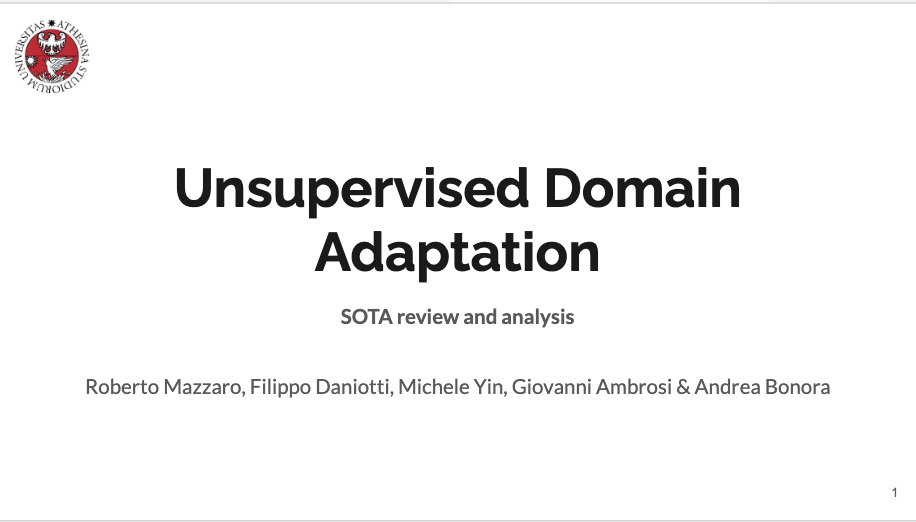 UNIVERSITAS ATHESINA STUDIORUM
Unsupervised Domain
Adaptation
SOTA review and analysis
Roberto Mazzaro, Filippo Daniotti, Michele Yin, Giovanni Ambrosi & Andrea Bonora
1